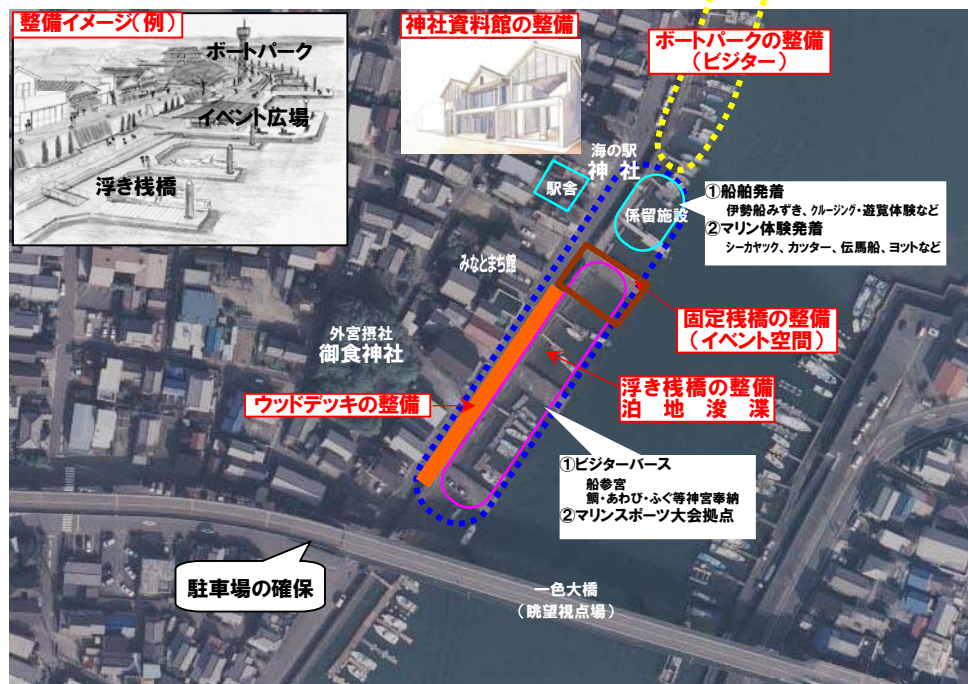 整備イメージ(例)
ボートパーク
イベント広場
浮き桟橋
神社資料館の整備
ボートパークの整備
(ビジター)
海の駅
神 社
駅舎
係留施設
①船舶発着
伊勢船みずき、クルージング・遊覧体験など
②マリン体験発着
シーカヤック、カッター、伝馬船、ヨットなど
みなとまち館
外宮摂社
御食神社
固定桟橋の整備
(イベント空間)
浮き桟橋の整備
泊 地 浚 渫
ウッドデッキの整備
①ビジターバース
船参宮
鯛・あわび・ふぐ等神宮奉納
②マリンスポーツ大会拠点
駐車場の確保
一色大橋
(眺望視点場)